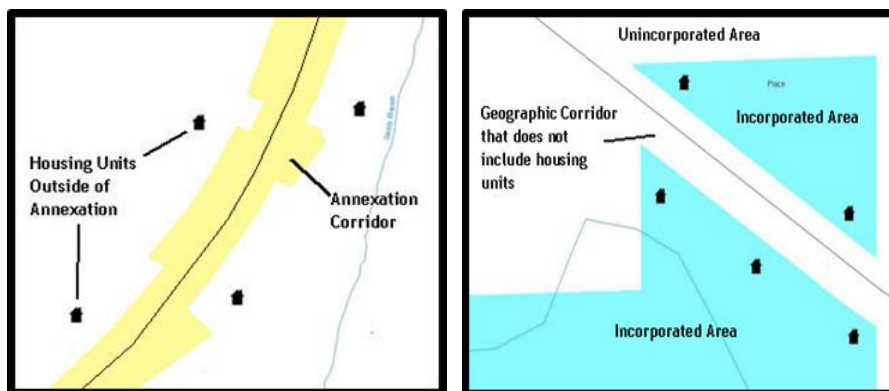 Housing Units
Outside of
Annexation
Annexation
Corridor
Unincorporated Area
Place
Geographic Corridor
that does not
include housing
units
Incorporated Area
Incorporated Area